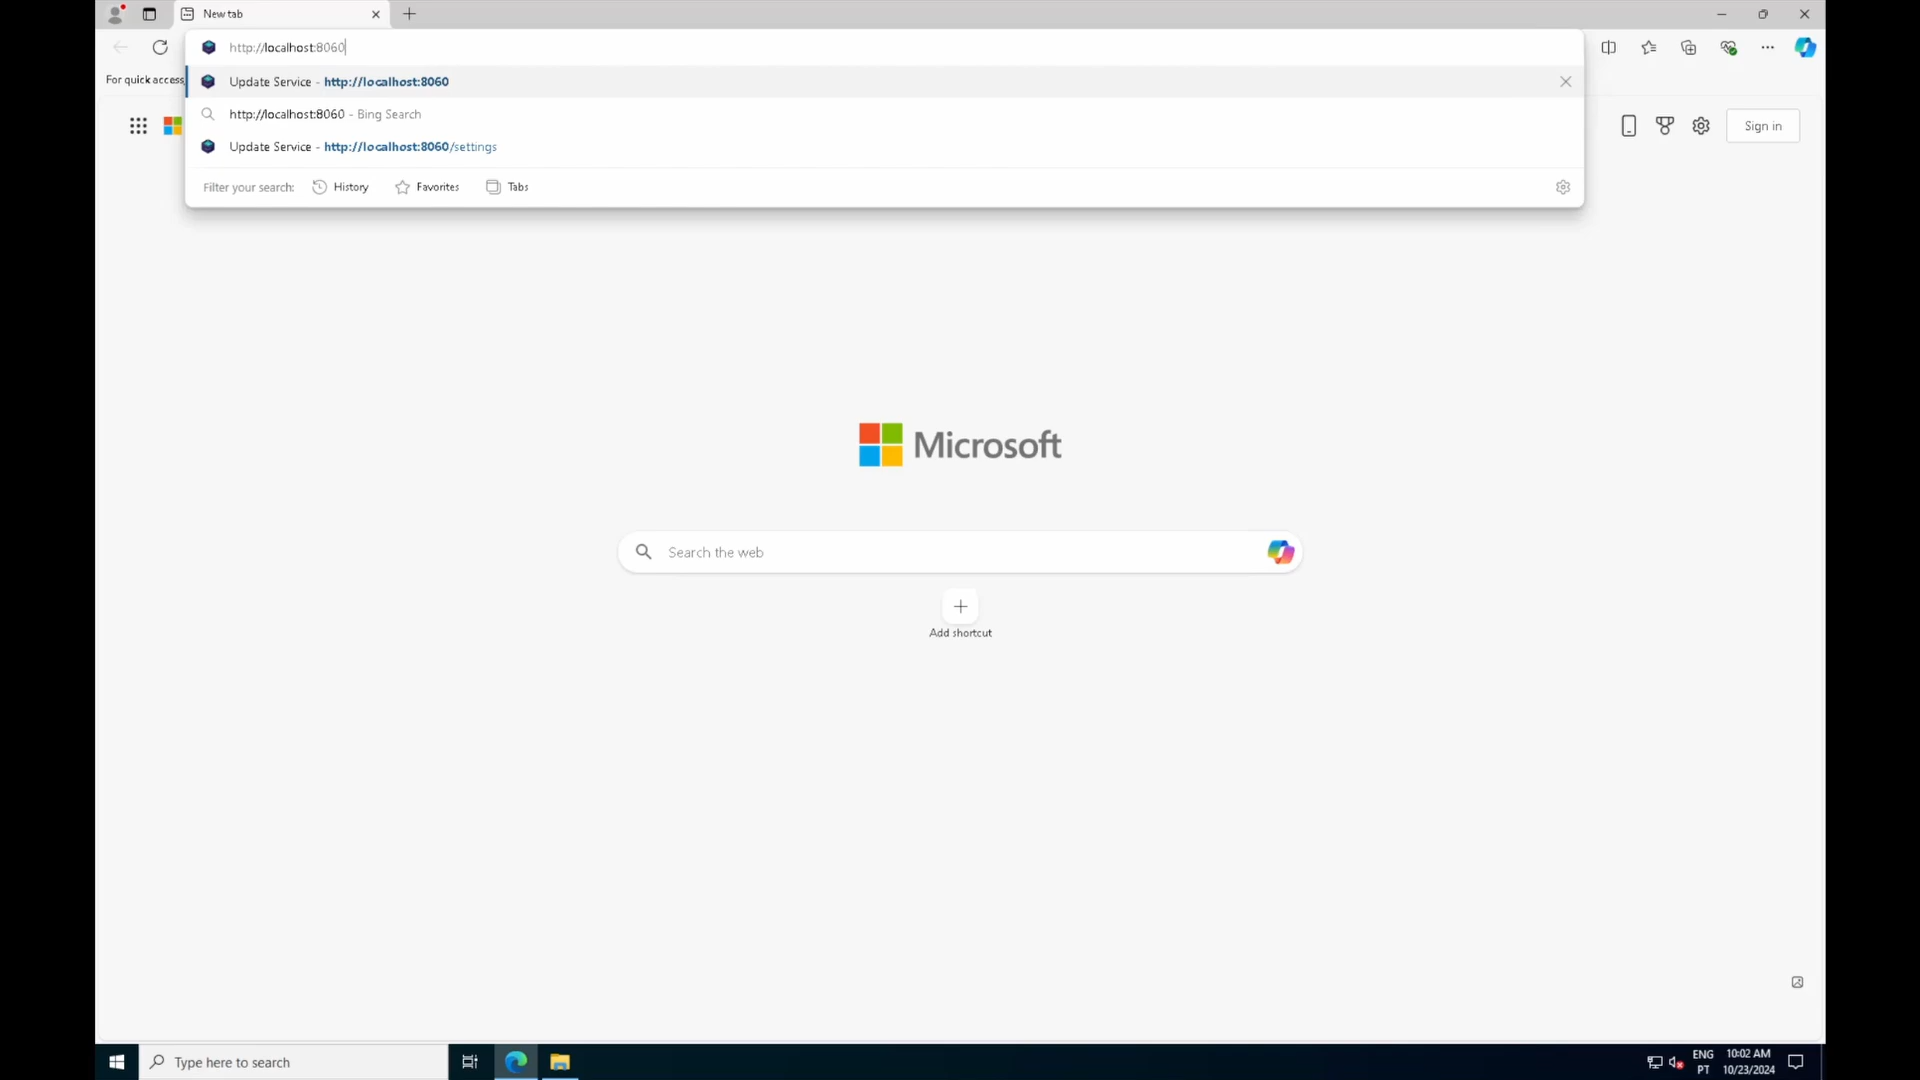 New tab
http://localhost:8060
For quick access,
Update Service - http://localhost:8060
http://localhost:8060 - Bing Search
Update Service - http://localhost:8060/settings
Filter your search: History Favorites Tabs
Sign in
Microsoft
Search the web
Add shortcut
Type here to search
ENG
PT
10:02 AM
10/23/2024